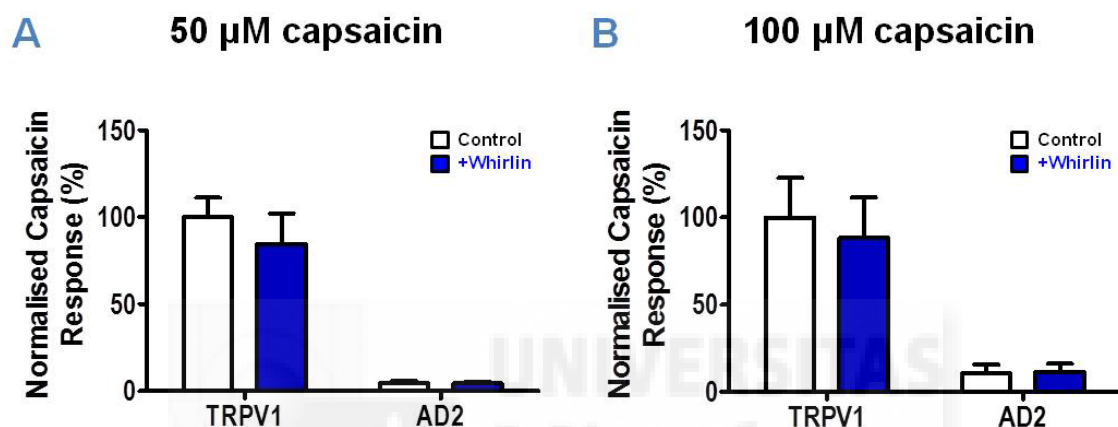 A
50 µM capsaicin
150
100
50
0
Normalised Capsaicin
Response (%)
Control
+Whirlin
TRPV1
AD2
B
100 µM capsaicin
150
100
50
0
Normalised Capsaicin
Response (%)
Control
+Whirlin
TRPV1
AD2
UNIVERSITAS